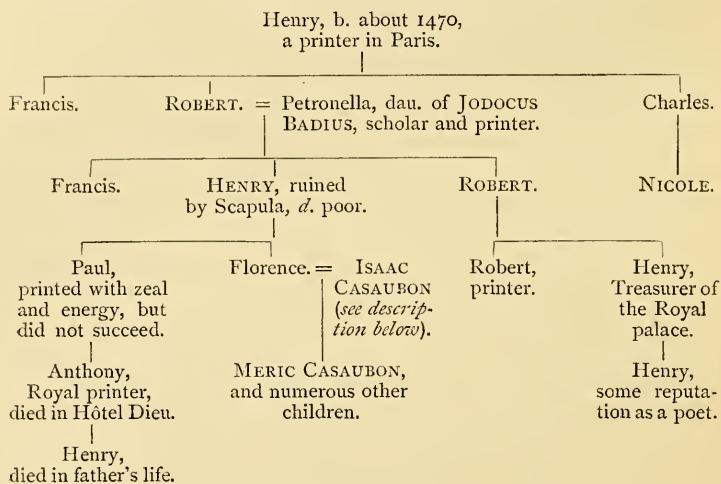 Henry, b. about 1470,
a printer in Paris.
Francis.
ROBERT. = Petronella, dau. of JODOCUS
BADIUS, scholar and printer.
Charles.
Francis.
HENRY, ruined
by Scapula, d. poor.
ROBERT.
NICOLE.
Paul,
printed with zeal
and energy, but
did not succeed.
Florence. = ISAAC
CASAUBON
(see descrip-
tion below).
Robert,
printer.
Henry,
Treasurer of
the Royal
palace.
Anthony,
Royal printer,
died in Hôtel Dieu.
MERIC CASAUBON,
and numerous other
children.
Henry,
some reputa-
tion as a poet.
Henry,
died in father's life.